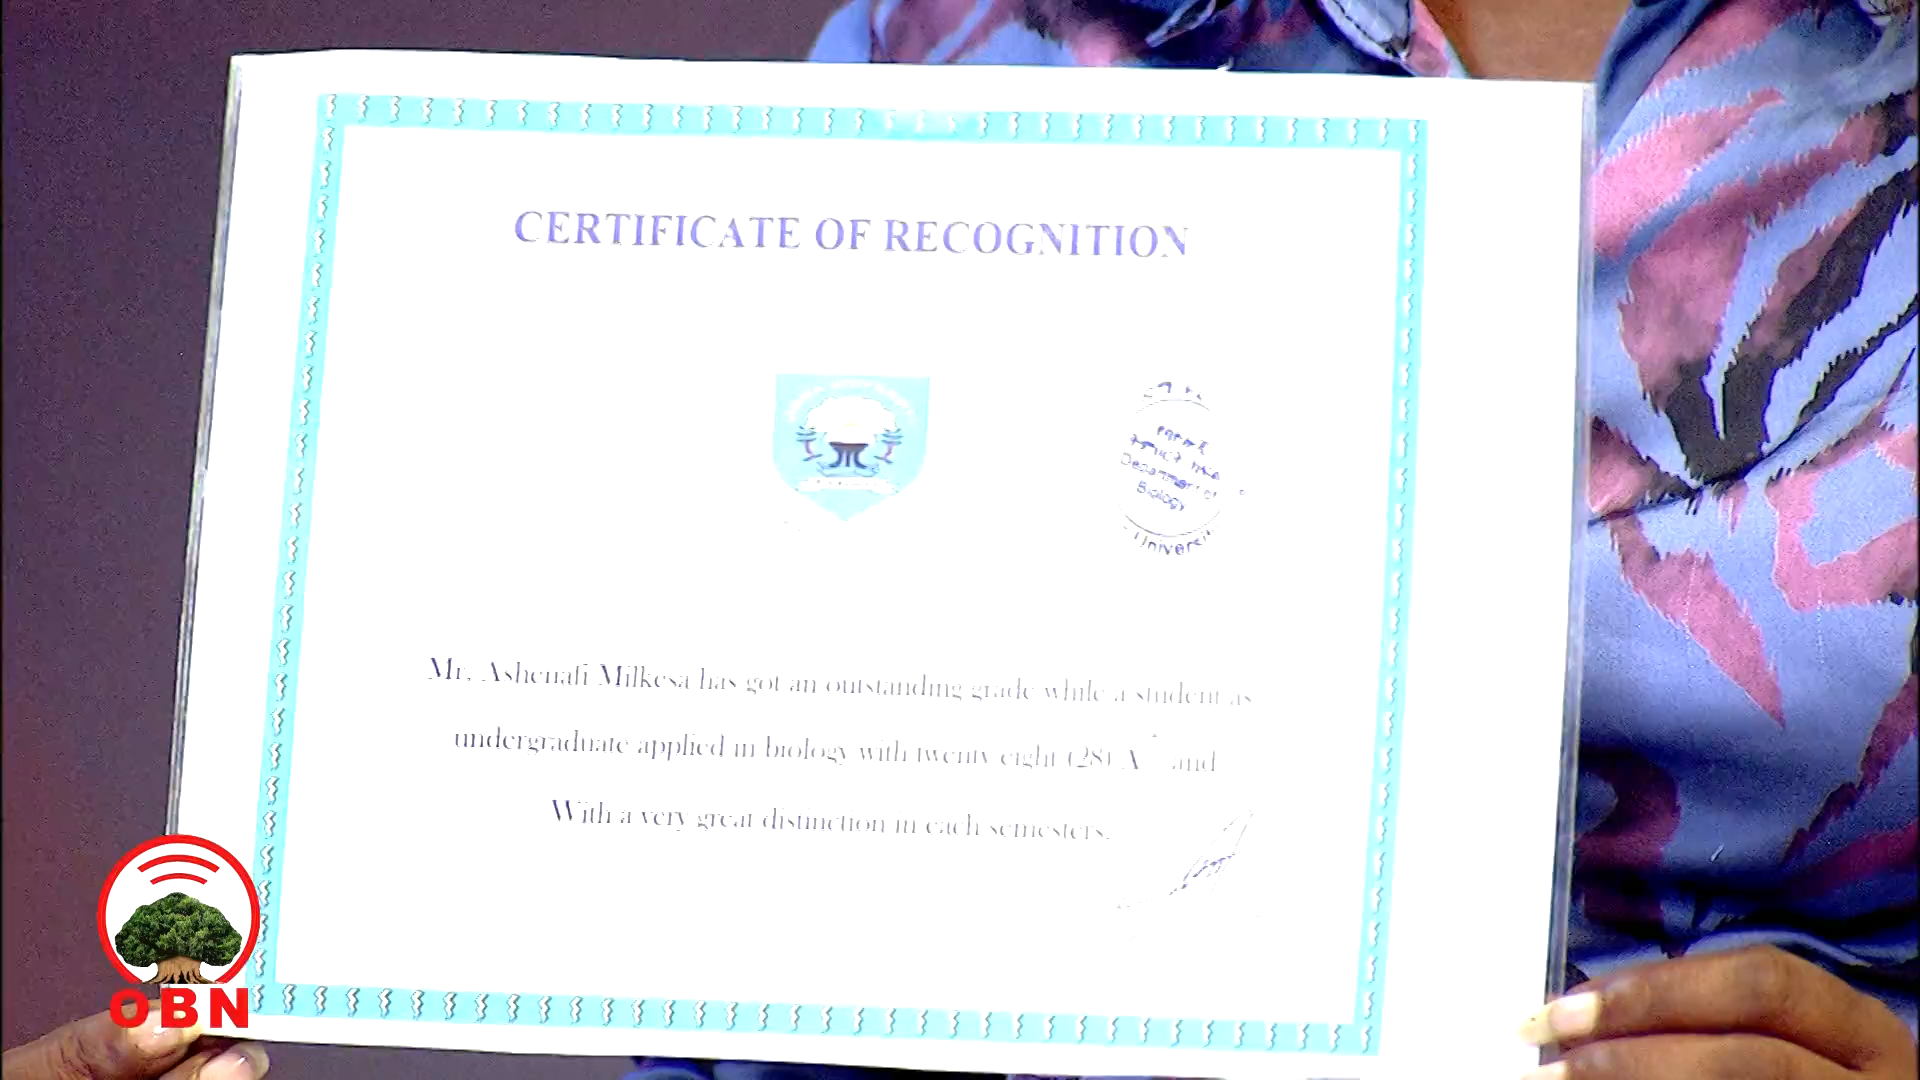 CERTIFICATE OF RECOGNITION
Department of
Biology
Mr. Ashenafi Milkesa has got an outstanding grade while a student as
undergraduate applied in biology with twenty eight (28) A+ and
With a very great distinction in each semesters.
OBN